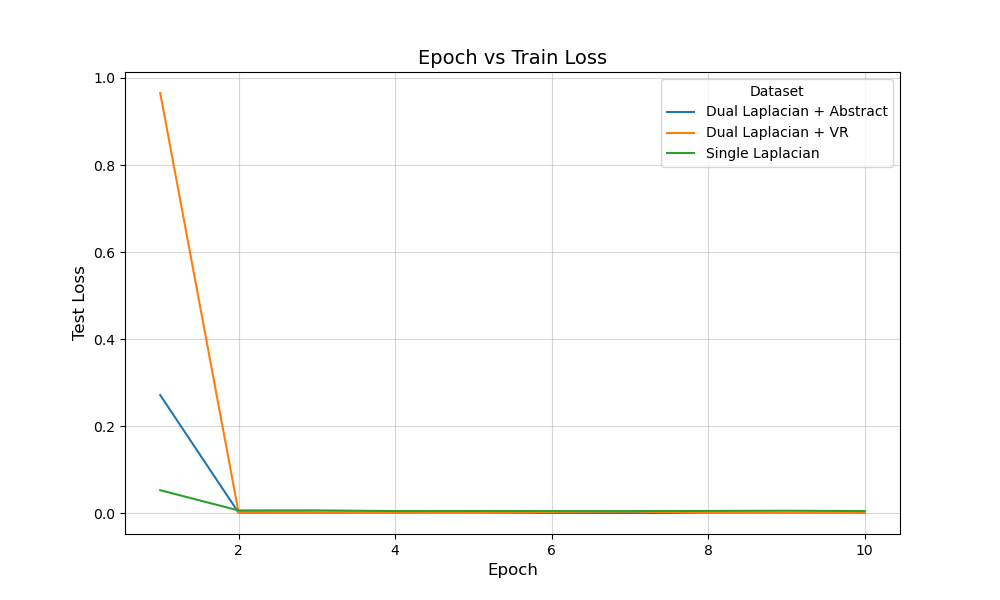 Epoch vs Train Loss
Dataset
Dual Laplacian + Abstract
Dual Laplacian + VR
Single Laplacian
1.0
0.8
0.6
0.4
0.2
0.0
Test Loss
2 4 6 8 10
Epoch